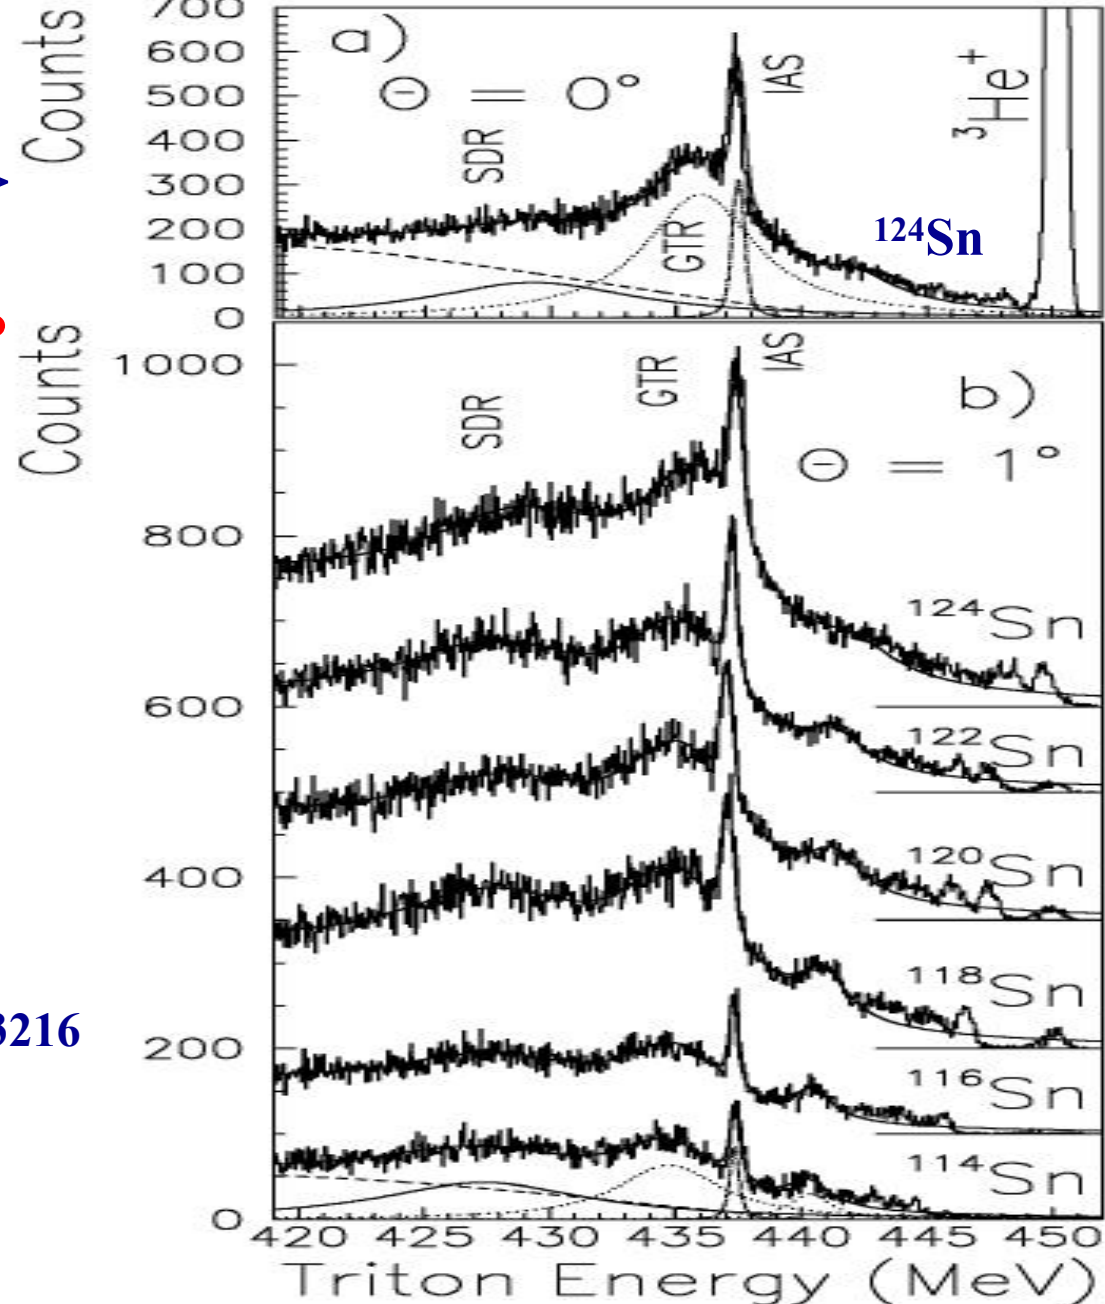 Counts
700
600
500
400
300
200
100
0
a)
Θ = 0°
SDR
GTR
IAS
³He⁺
¹²⁴Sn
Counts
1000
800
600
400
200
0
SDR
GTR
IAS
b)
Θ = 1°
¹²⁴Sn
¹²²Sn
¹²⁰Sn
¹¹⁸Sn
¹¹⁶Sn
¹¹⁴Sn
3216
420 425 430 435 440 445 450
Triton Energy (MeV)